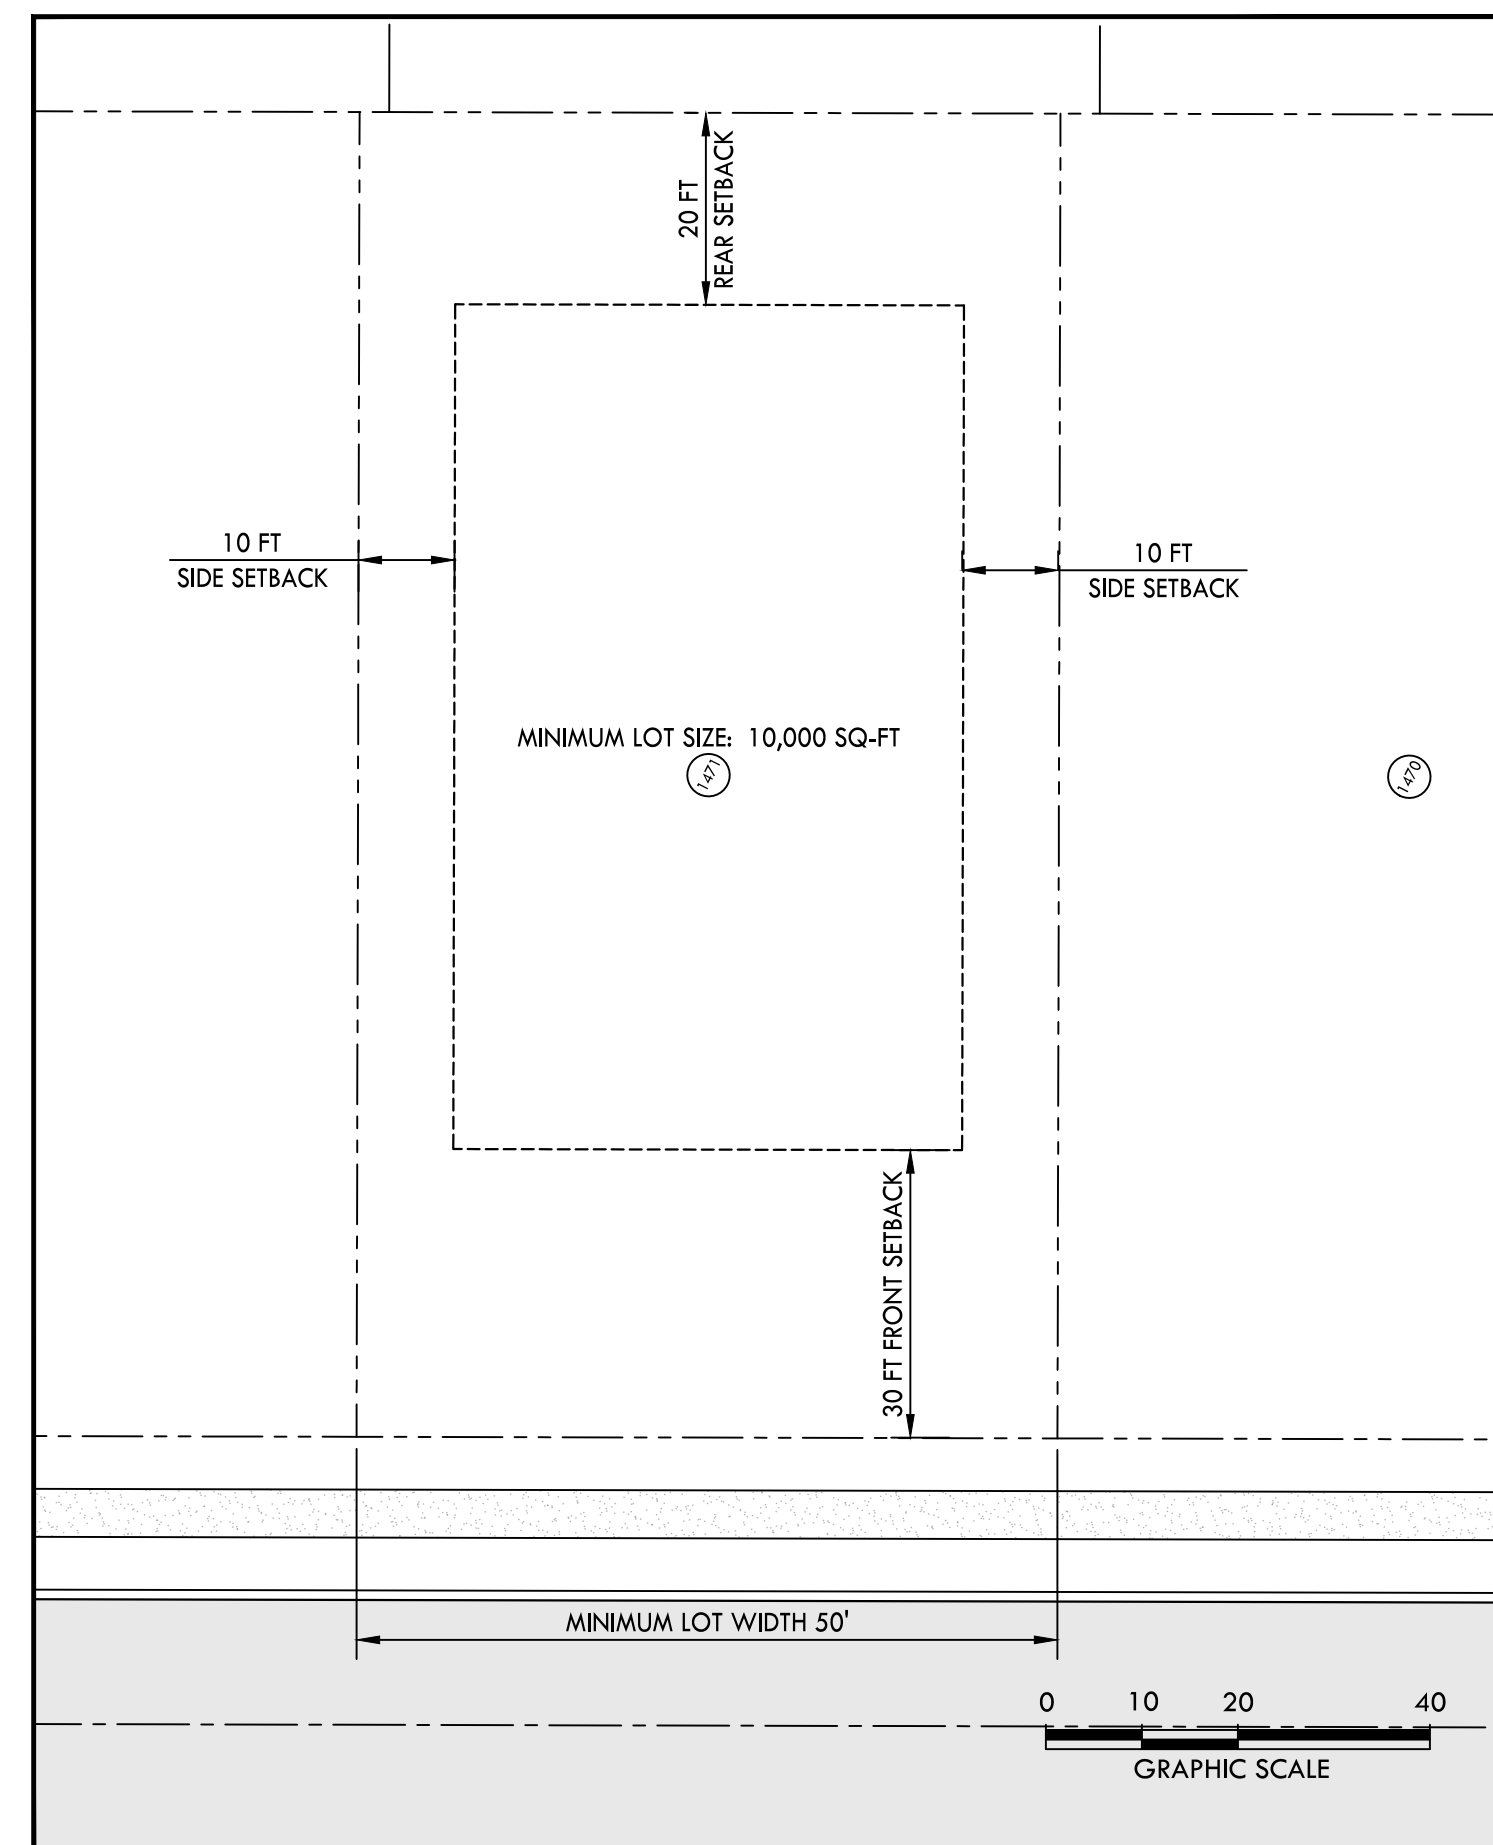 20 FT
REAR SETBACK
10 FT
SIDE SETBACK
10 FT
SIDE SETBACK
MINIMUM LOT SIZE: 10,000 SQ-FT
1471
1470
30 FT FRONT SETBACK
MINIMUM LOT WIDTH 50'
0 10 20 40
GRAPHIC SCALE